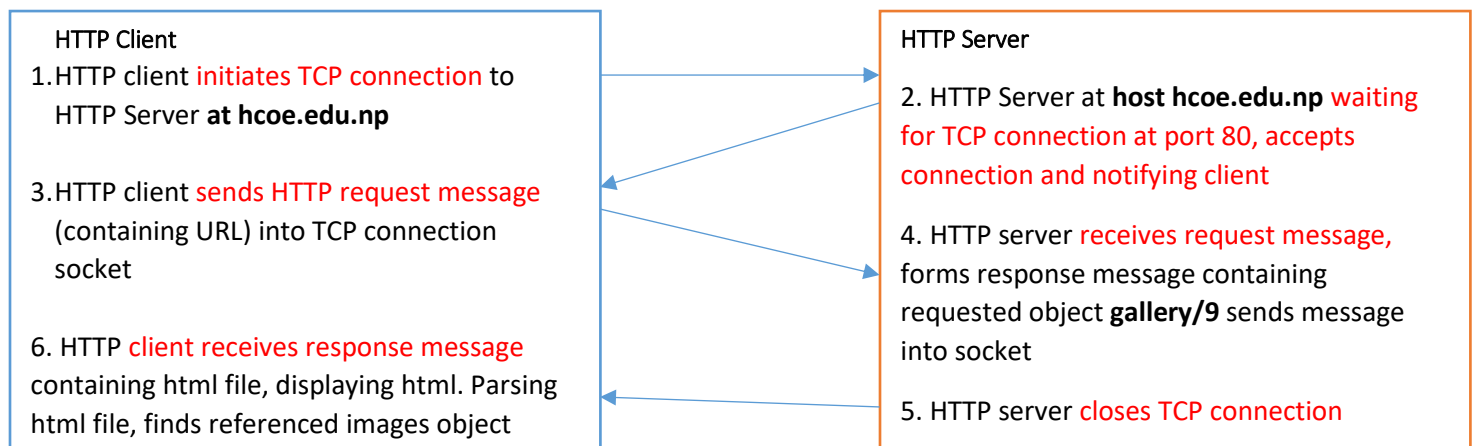 HTTP Client
1.HTTP client initiates TCP connection to
HTTP Server at hcoe.edu.np
3.HTTP client sends HTTP request message
(containing URL) into TCP connection
socket
6. HTTP client receives response message
containing html file, displaying html. Parsing
html file, finds referenced images object
HTTP Server
2. HTTP Server at host hcoe.edu.np waiting
for TCP connection at port 80, accepts
connection and notifying client
4. HTTP server receives request message,
forms response message containing
requested object gallery/9 sends message
into socket
5. HTTP server closes TCP connection